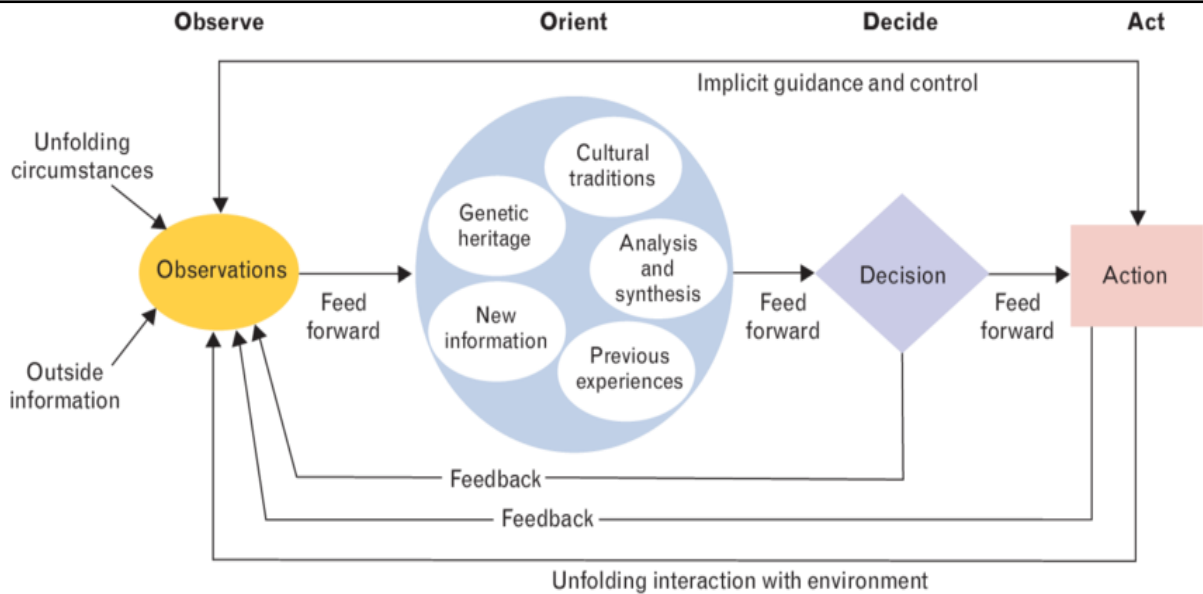 Observe
Orient
Decide
Act
Implicit guidance and control
Unfolding
circumstances
Cultural
traditions
Genetic
heritage
Analysis
and
synthesis
Observations
Decision
Action
Feed
forward
New
information
Feed
forward
Feed
forward
Previous
experiences
Outside
information
Feedback
Feedback
Unfolding interaction with environment